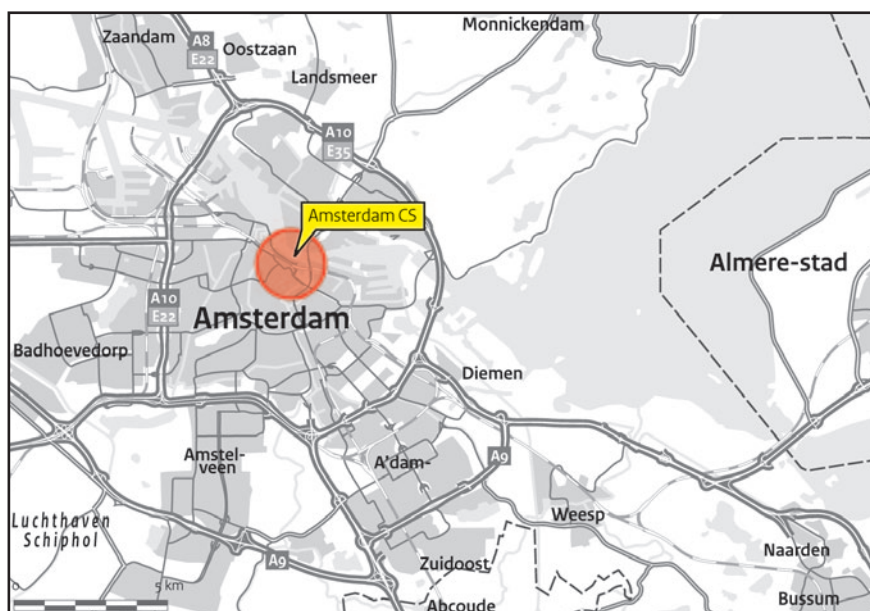 Monnickendam
Zaandam
A8
E22
Oostzaan
Landsmeer
A10
E35
Amsterdam CS
Almere-stad
A10
E22
Amsterdam
Badhoevedorp
Diemen
Amstel-
veen
A'dam-
A9
Luchthaven
Schiphol
Weesp
Naarden
A9
Zuidoost
0
5 km
Bussum
Abcoude